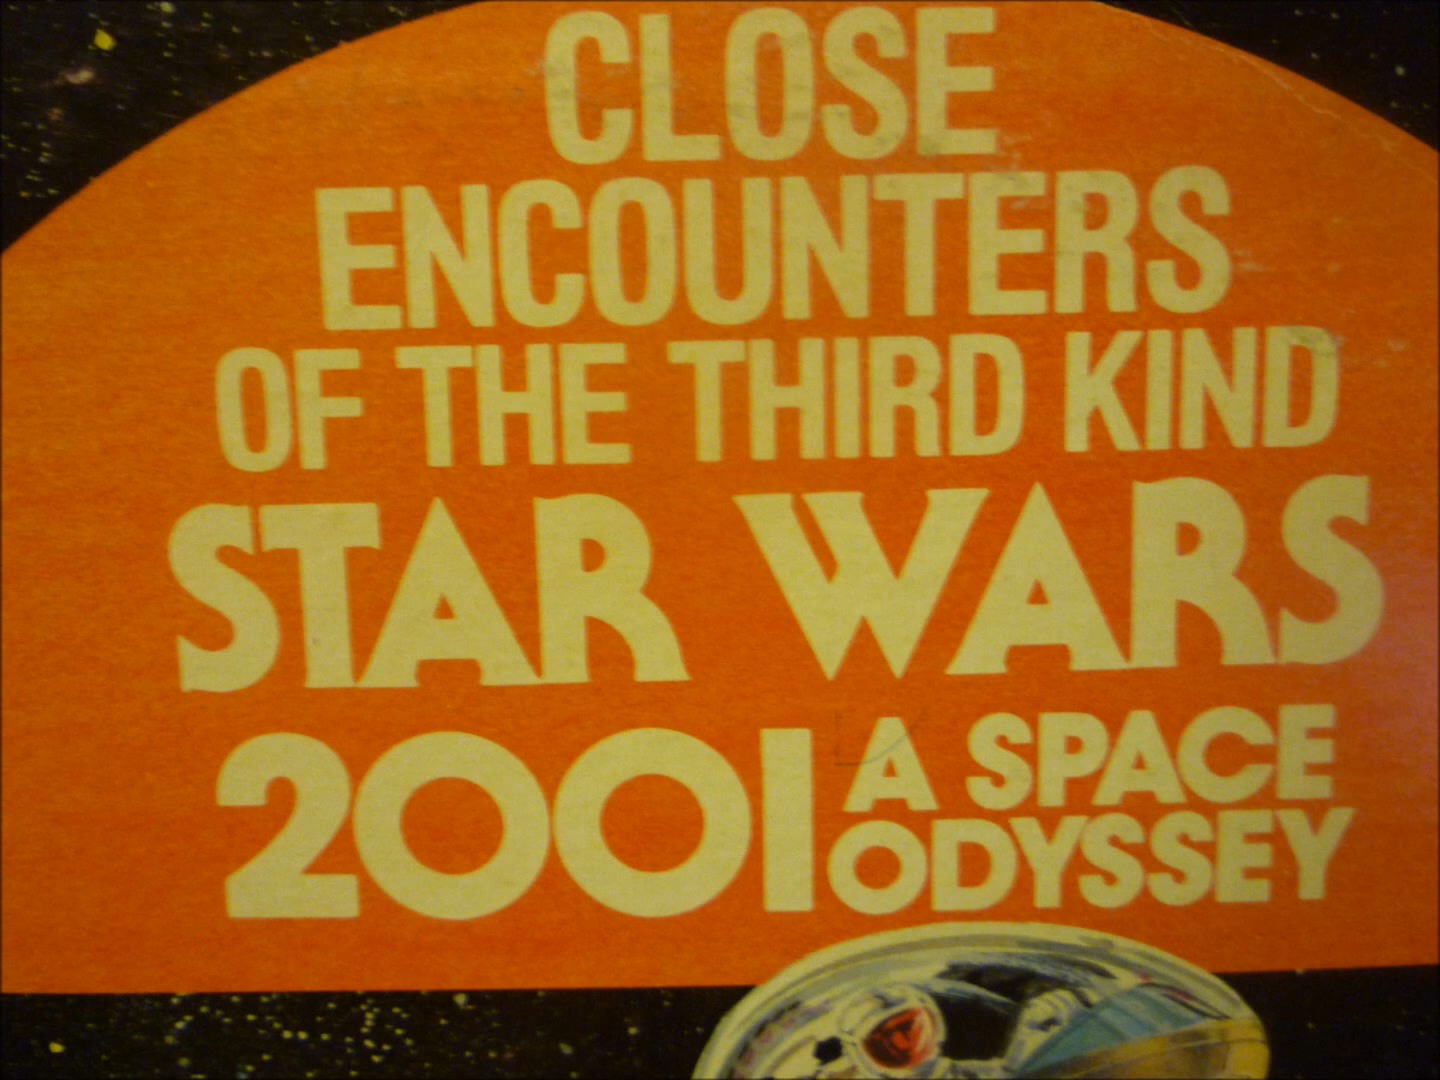 CLOSE
ENCOUNTERS
OF THE THIRD KIND
STAR WARS
2001 A SPACE
ODYSSEY